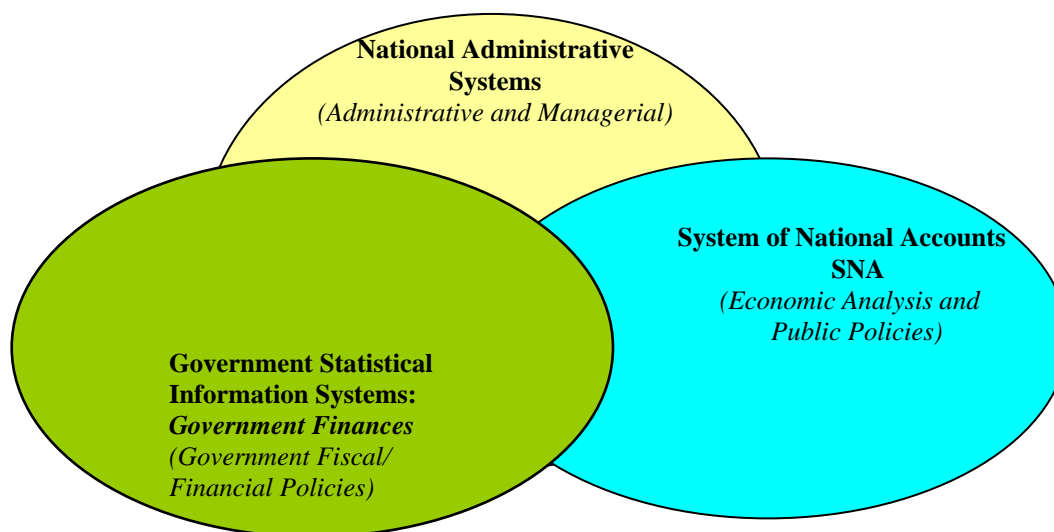 National Administrative
Systems
(Administrative and Managerial)
System of National Accounts
SNA
(Economic Analysis and
Public Policies)
Government Statistical
Information Systems:
Government Finances
(Government Fiscal/
Financial Policies)